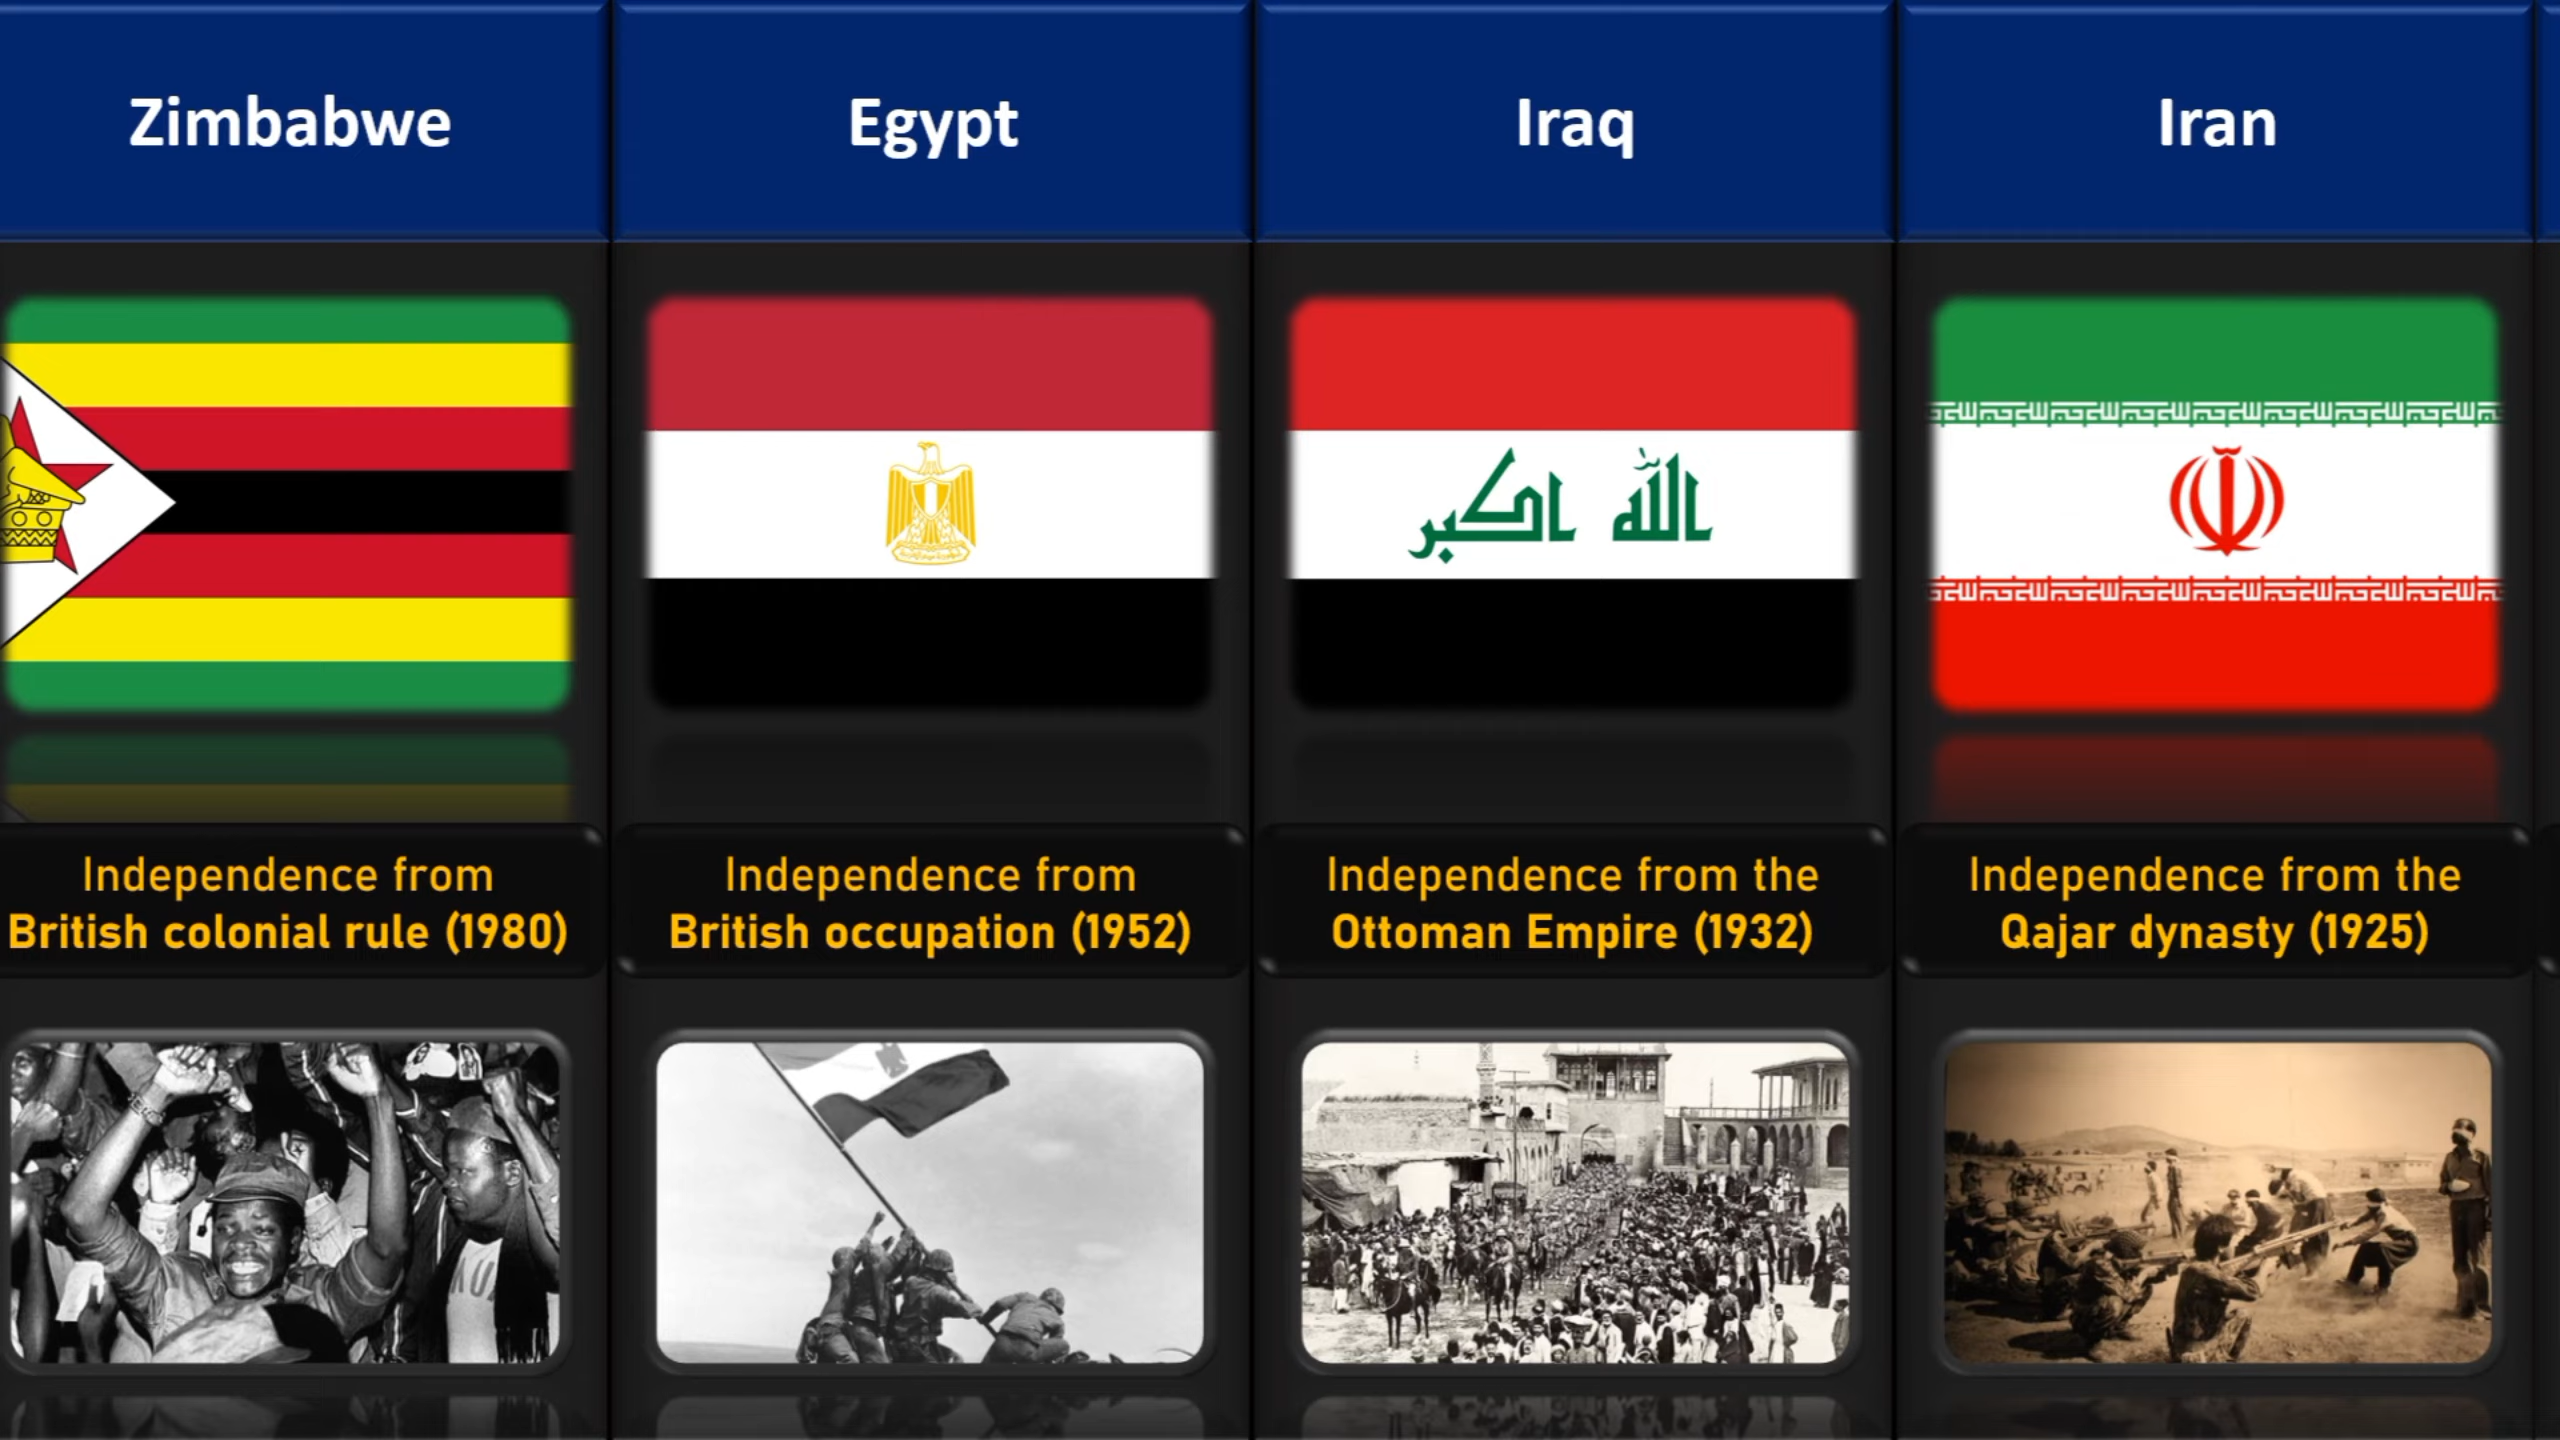 Zimbabwe
Egypt
Iraq
Iran
الله اكبر
Independence from
British colonial rule (1980)
Independence from
British occupation (1952)
Independence from the
Ottoman Empire (1932)
Independence from the
Qajar dynasty (1925)